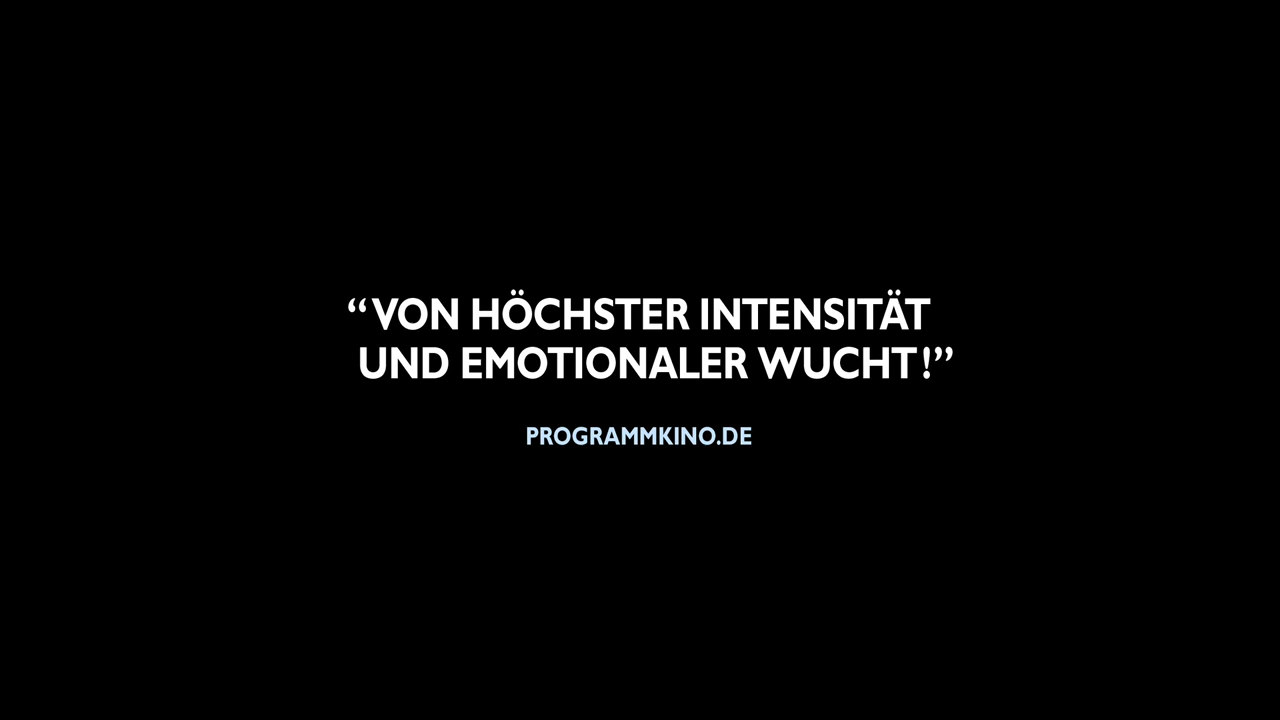 “VON HÖCHSTER INTENSITÄT
UND EMOTIONALER WUCHT!”
PROGRAMMKINO.DE